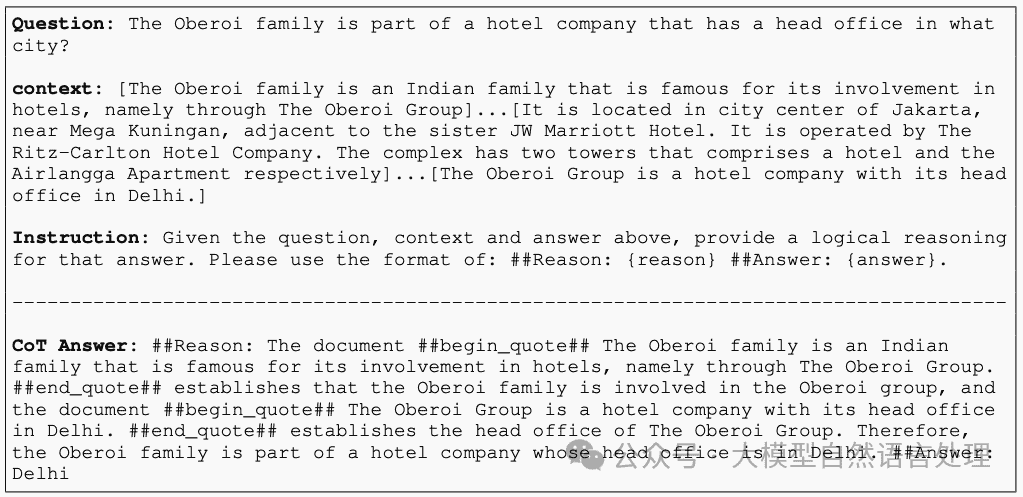 Question: The Oberoi family is part of a hotel company that has a head office in what
city?
context: [The Oberoi family is an Indian family that is famous for its involvement in
hotels, namely through The Oberoi Group]...[It is located in city center of Jakarta,
near Mega Kuningan, adjacent to the sister JW Marriott Hotel. It is operated by The
Ritz-Carlton Hotel Company. The complex has two towers that comprises a hotel and the
Airlangga Apartment respectively]...[The Oberoi Group is a hotel company with its head
office in Delhi.]
Instruction: Given the question, context and answer above, provide a logical reasoning
for that answer. Please use the format of: ##Reason: {reason} ##Answer: {answer}.
CoT Answer: ##Reason: The document ##begin_quote## The Oberoi family is an Indian
family that is famous for its involvement in hotels, namely through The Oberoi Group.
##end_quote## establishes that the Oberoi family is involved in the Oberoi group, and
the document ##begin_quote## The Oberoi Group is a hotel company with its head office
in Delhi. ##end_quote## establishes the head office of The Oberoi Group. Therefore,
the Oberoi family is part of a hotel company whose head office is in Delhi. ##Answer:
Delhi
公众号 大模型自然语言处理